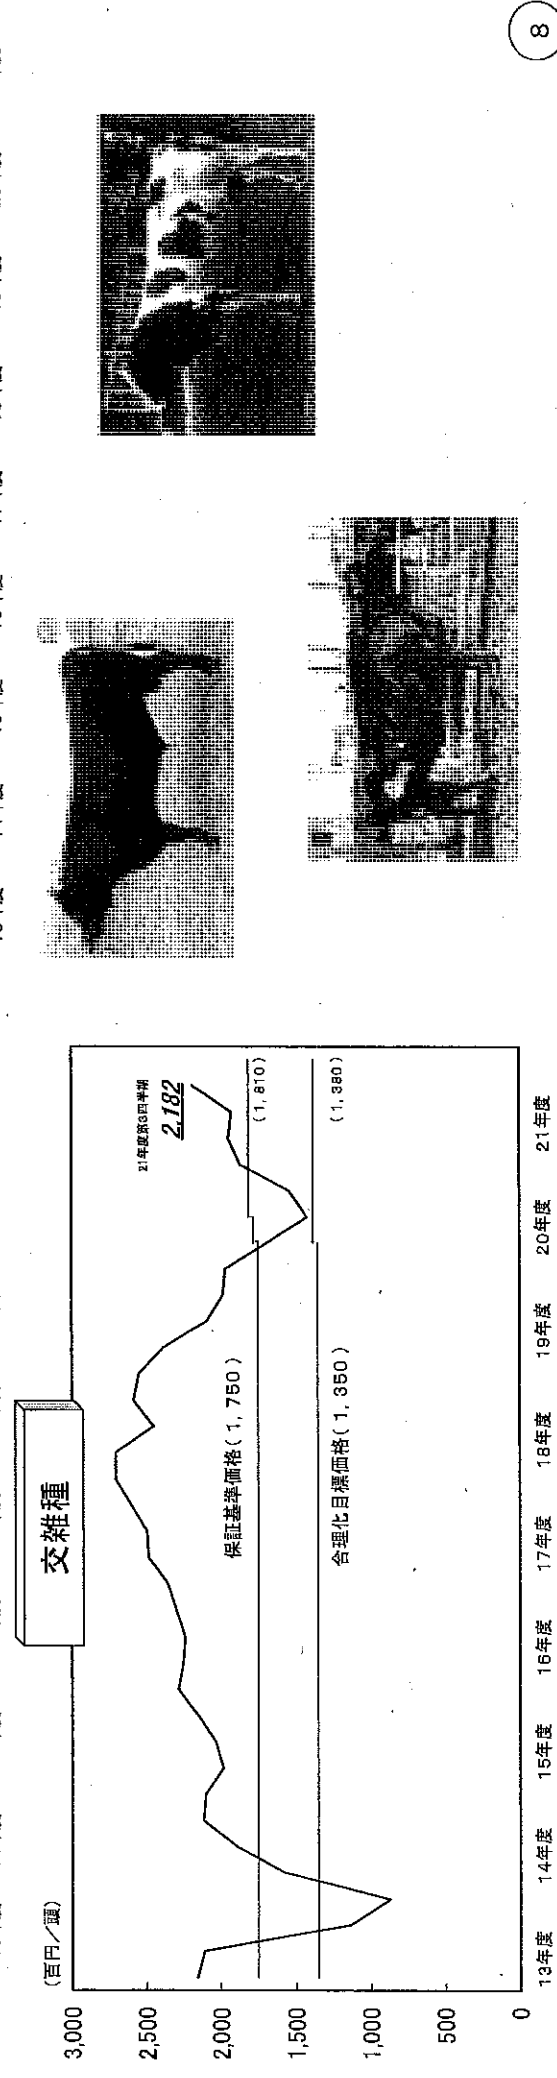 交雑種
(百円/頭)
3,000
2,500
2,000
1,500
1,000
500
0
21年度第3四半期
2,182
(1,810)
(1,380)
保証基準価格(1,750)
合理化目標価格(1,350)
13年度 14年度 15年度 16年度 17年度 18年度 19年度 20年度 21年度
8